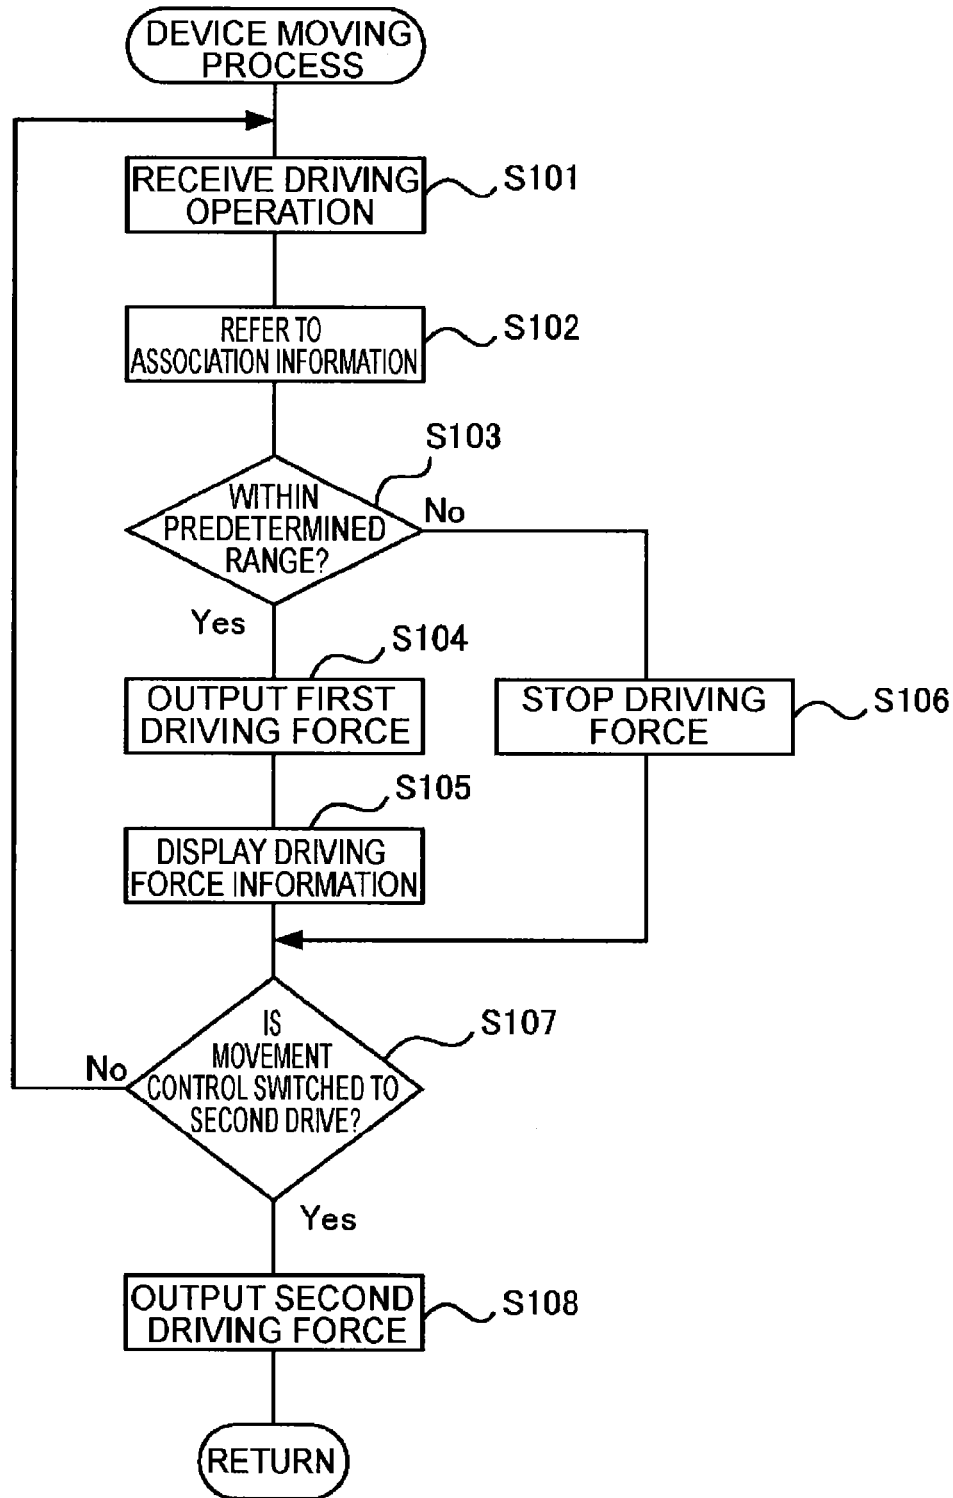 DEVICE MOVING
PROCESS
RECEIVE DRIVING
OPERATION
S101
REFER TO
ASSOCIATION INFORMATION
S102
S103
WITHIN
PREDETERMINED
RANGE?
No
Yes
S104
OUTPUT FIRST
DRIVING FORCE
STOP DRIVING
FORCE
S106
S105
DISPLAY DRIVING
FORCE INFORMATION
S107
IS
MOVEMENT
CONTROL SWITCHED TO
SECOND DRIVE?
No
Yes
OUTPUT SECOND
DRIVING FORCE
S108
RETURN